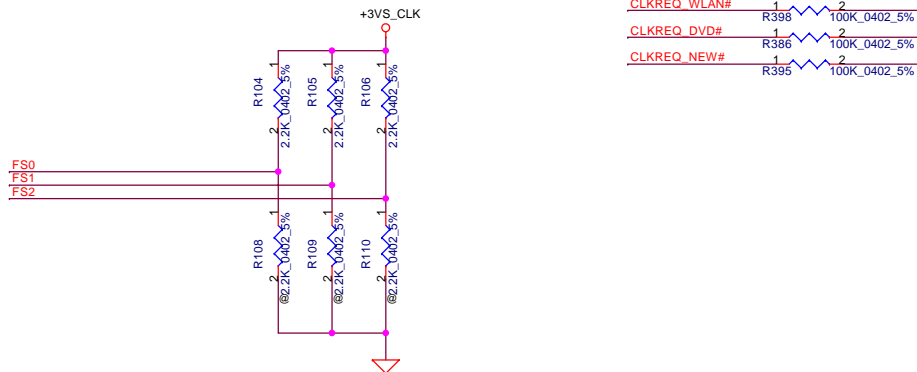 +3VS_CLK
CLKREQ_WLAN# 1 2
R398 100K_0402_5%
CLKREQ_DVD# 1 2
R386 100K_0402_5%
CLKREQ_NEW# 1 2
R395 100K_0402_5%
1 1 1
R104 2.2K_0402_5% R105 2.2K_0402_5% R106 2.2K_0402_5%
2 2 2
FS0
FS1
FS2
1 1 1
R108 @2.2K_0402_5% R109 @2.2K_0402_5% R110 @2.2K_0402_5%
2 2 2